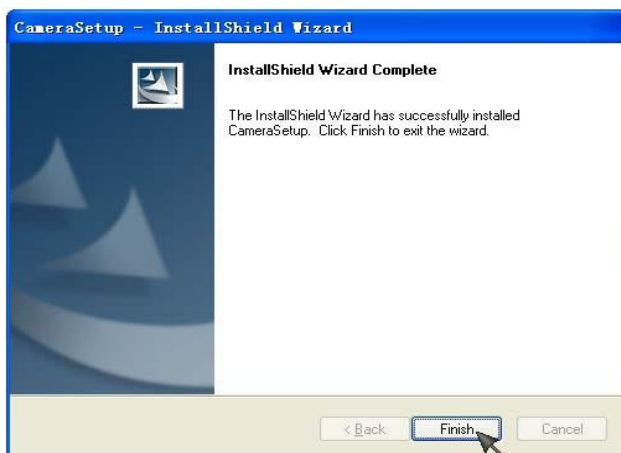 CameraSetup - InstallShield Wizard
InstallShield Wizard Complete
The InstallShield Wizard has successfully installed
CameraSetup. Click Finish to exit the wizard.
< Back
Finish
Cancel